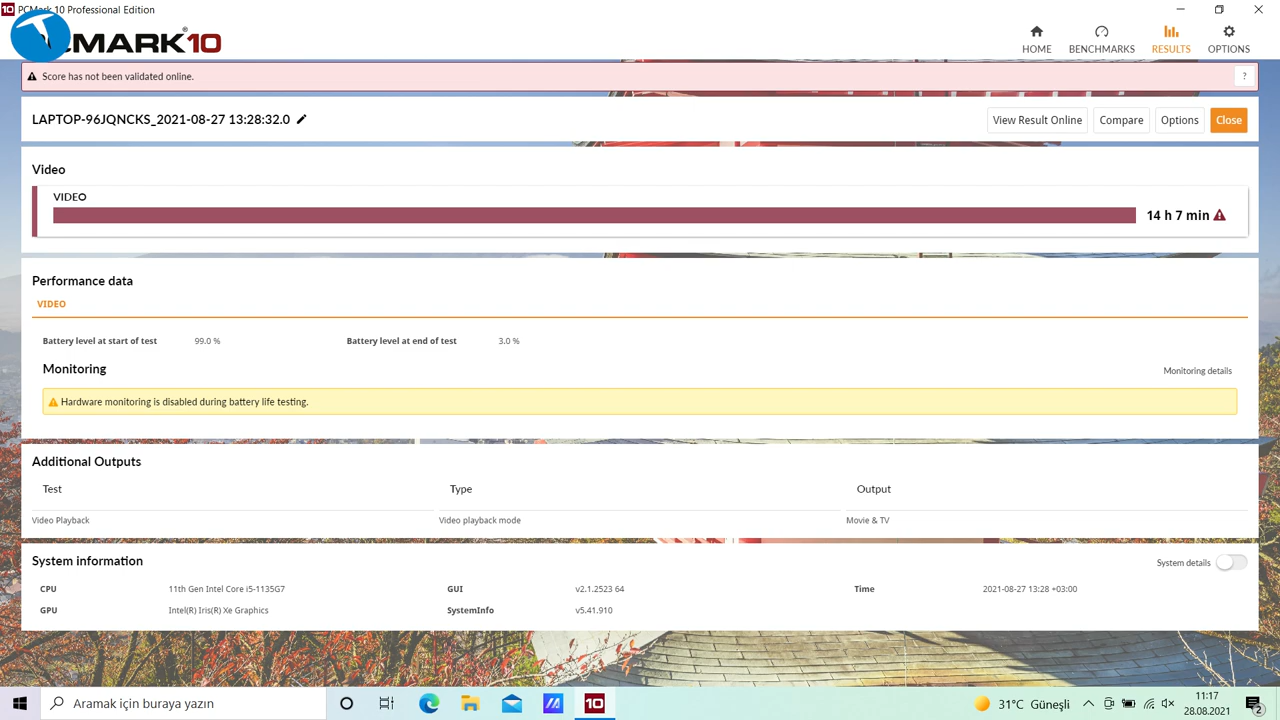 PCMark 10 Professional Edition
PCMARK®10
HOME
BENCHMARKS
RESULTS
OPTIONS
Score has not been validated online.
?
LAPTOP-96JQNCKS_2021-08-27 13:28:32.0
View Result Online
Compare
Options
Close
Video
VIDEO
14 h 7 min
Performance data
VIDEO
Battery level at start of test 99.0 % Battery level at end of test 3.0 %
Monitoring
Monitoring details
Hardware monitoring is disabled during battery life testing.
Additional Outputs
Test Type Output
Video Playback Video playback mode Movie & TV
System information
System details
CPU 11th Gen Intel Core i5-1135G7 GUI v2.1.2523 64 Time 2021-08-27 13:28 +03:00
GPU Intel(R) Iris(R) Xe Graphics SystemInfo v5.41.910
Aramak için buraya yazın
10
31°C Güneşli
11:17
28.08.2021
2